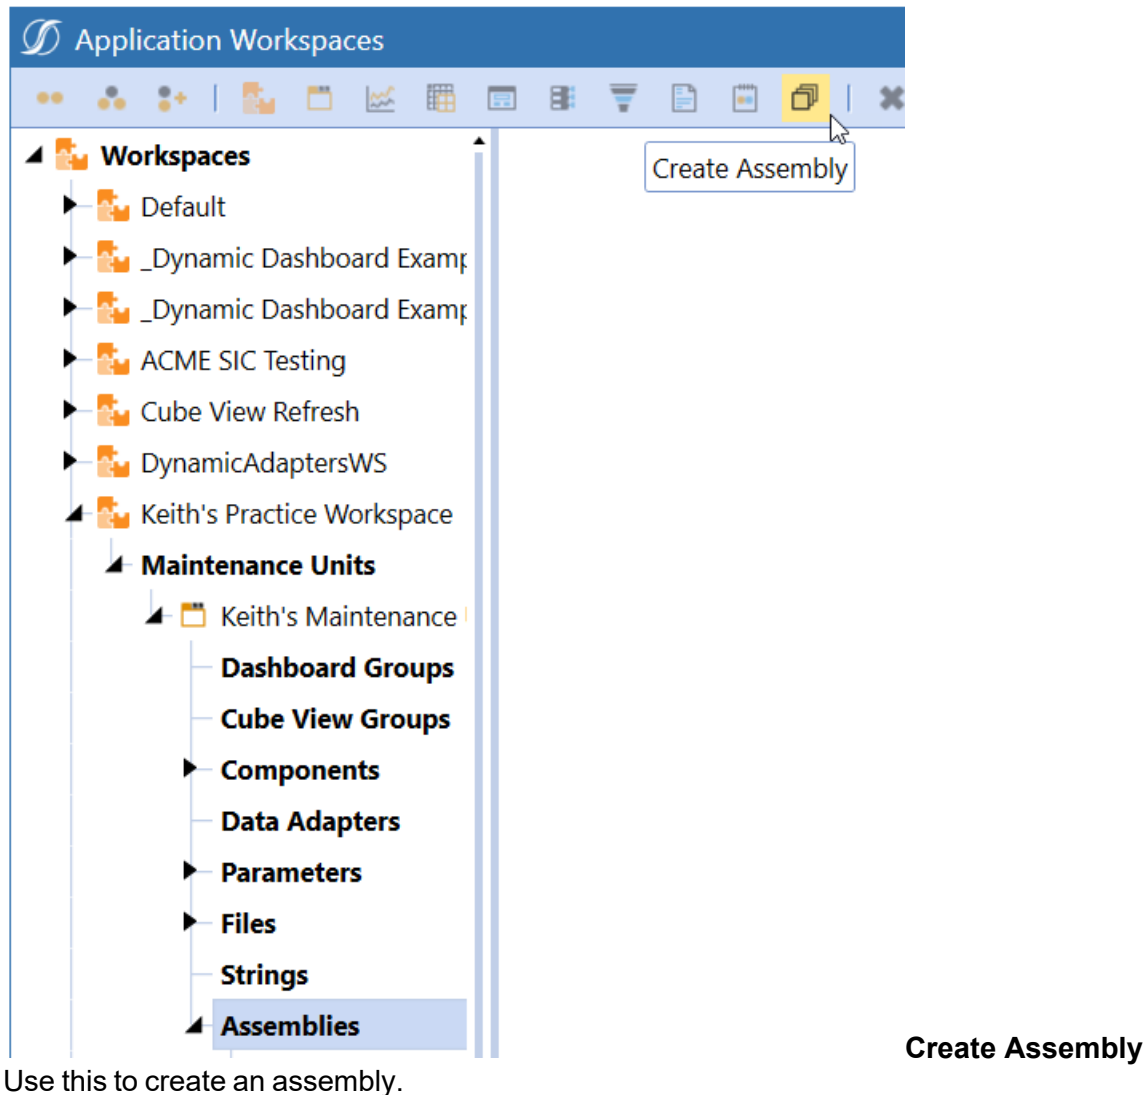 Application Workspaces
Create Assembly
Workspaces
Default
_Dynamic Dashboard Examp
_Dynamic Dashboard Examp
ACME SIC Testing
Cube View Refresh
DynamicAdaptersWS
Keith's Practice Workspace
Maintenance Units
Keith's Maintenance
Dashboard Groups
Cube View Groups
Components
Data Adapters
Parameters
Files
Strings
Assemblies
Create Assembly
Use this to create an assembly.